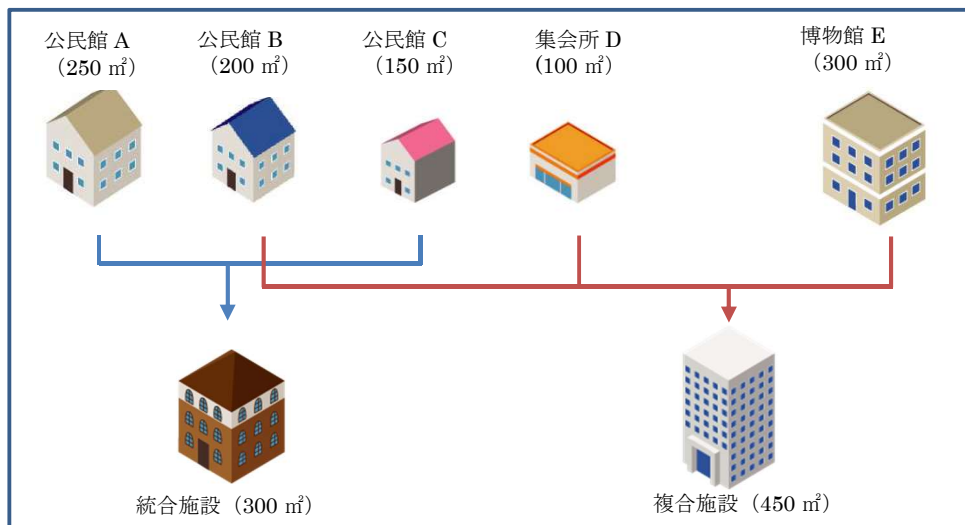 公民館 A
（250 ㎡）
公民館 B
（200 ㎡）
公民館 C
（150 ㎡）
集会所 D
(100 ㎡）
博物館 E
（300 ㎡）
統合施設（300 ㎡）
複合施設（450 ㎡）